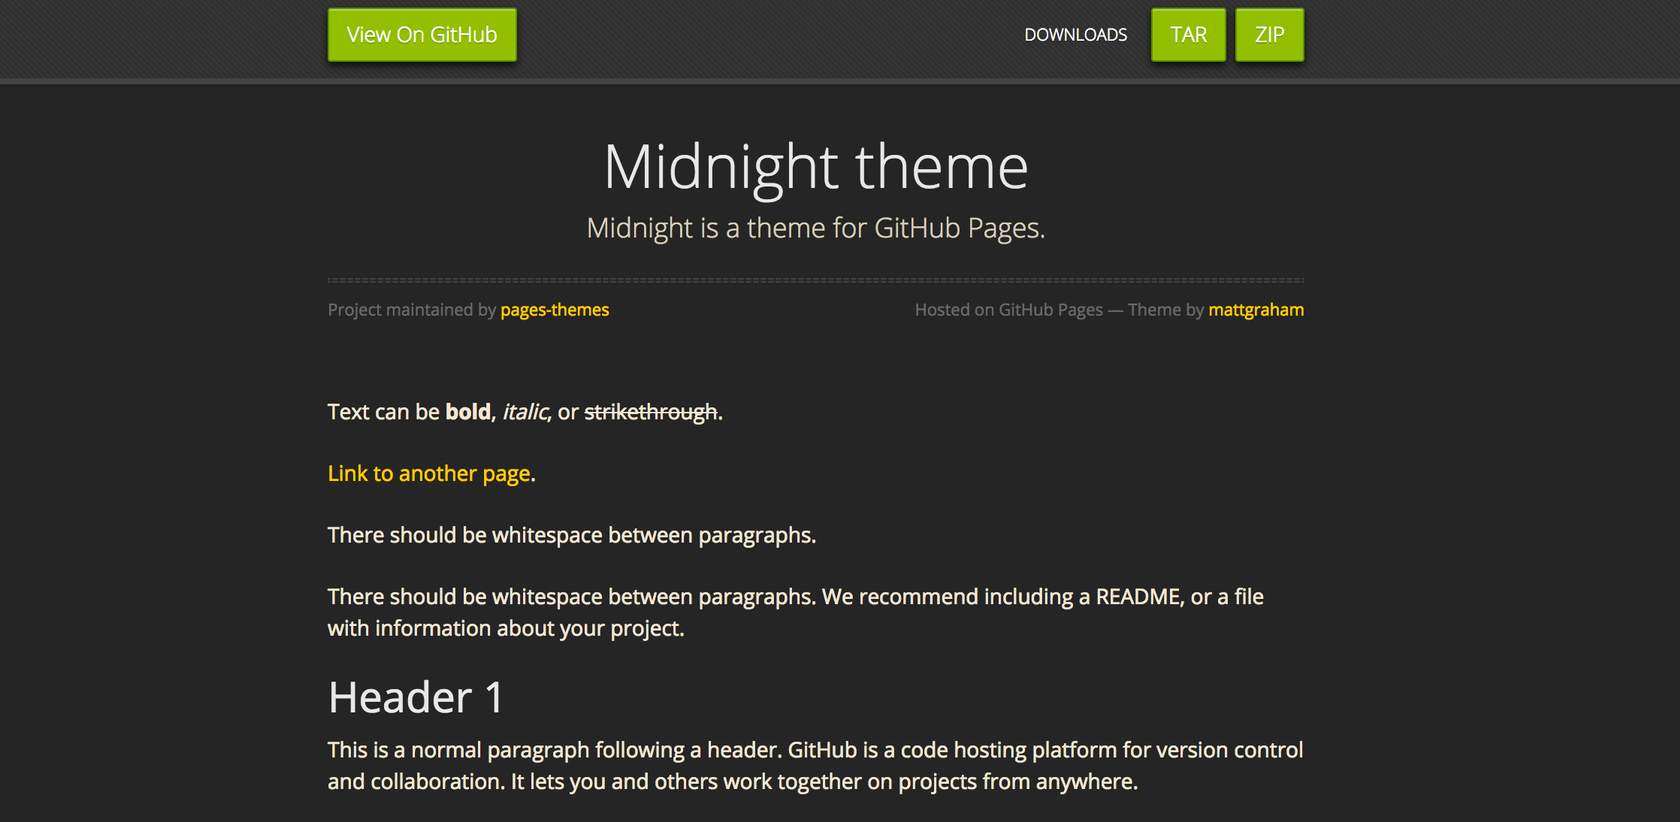 View On GitHub
DOWNLOADS TAR ZIP
Midnight theme
Midnight is a theme for GitHub Pages.
Project maintained by pages-themes
Hosted on GitHub Pages — Theme by mattgraham
Text can be bold, italic, or strikethrough.
Link to another page.
There should be whitespace between paragraphs.
There should be whitespace between paragraphs. We recommend including a README, or a file
with information about your project.
Header 1
This is a normal paragraph following a header. GitHub is a code hosting platform for version control
and collaboration. It lets you and others work together on projects from anywhere.